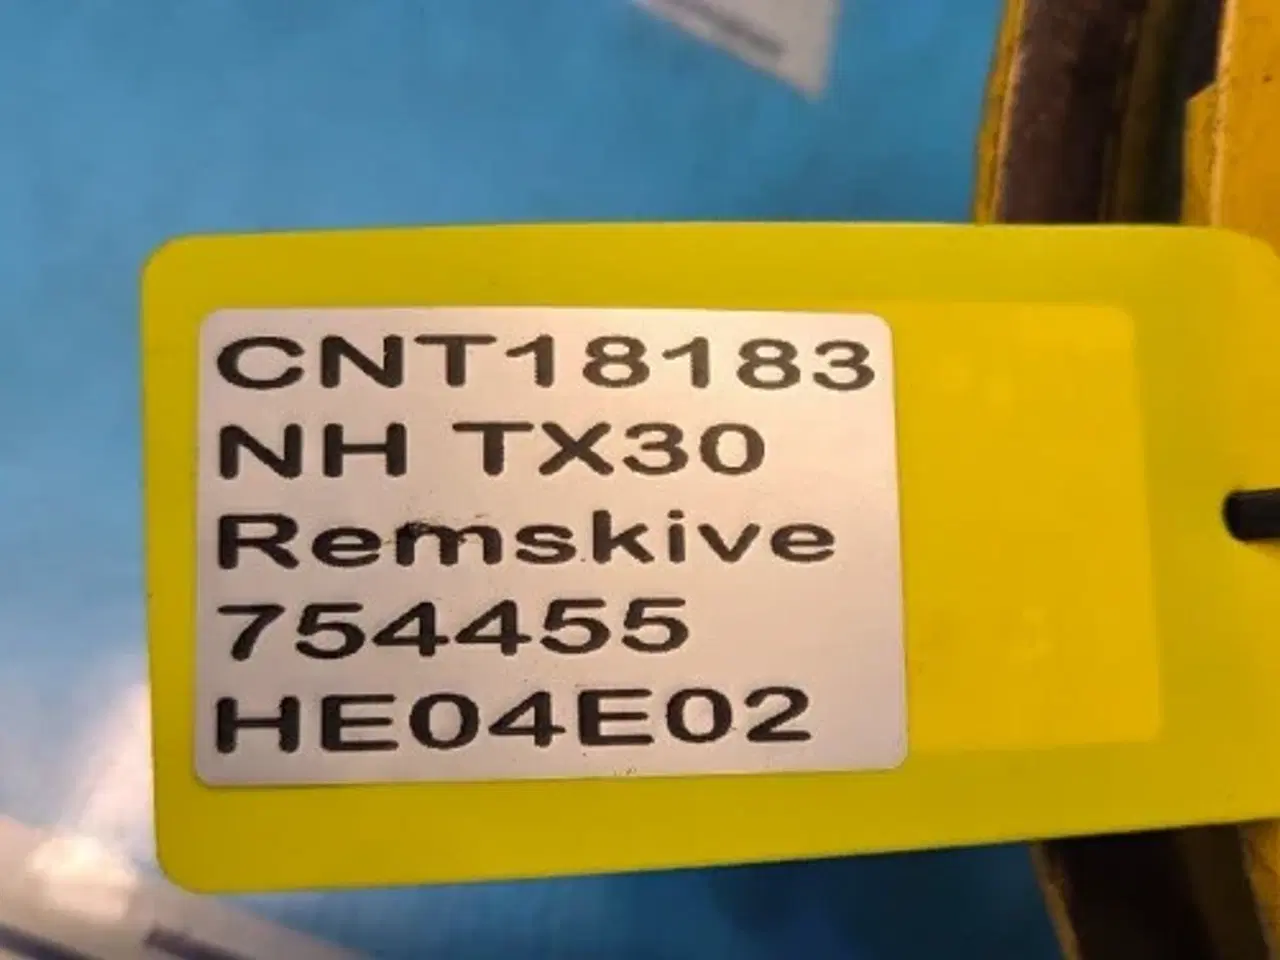 CNT18183
NH TX30
Remskive
754455
HE04E02